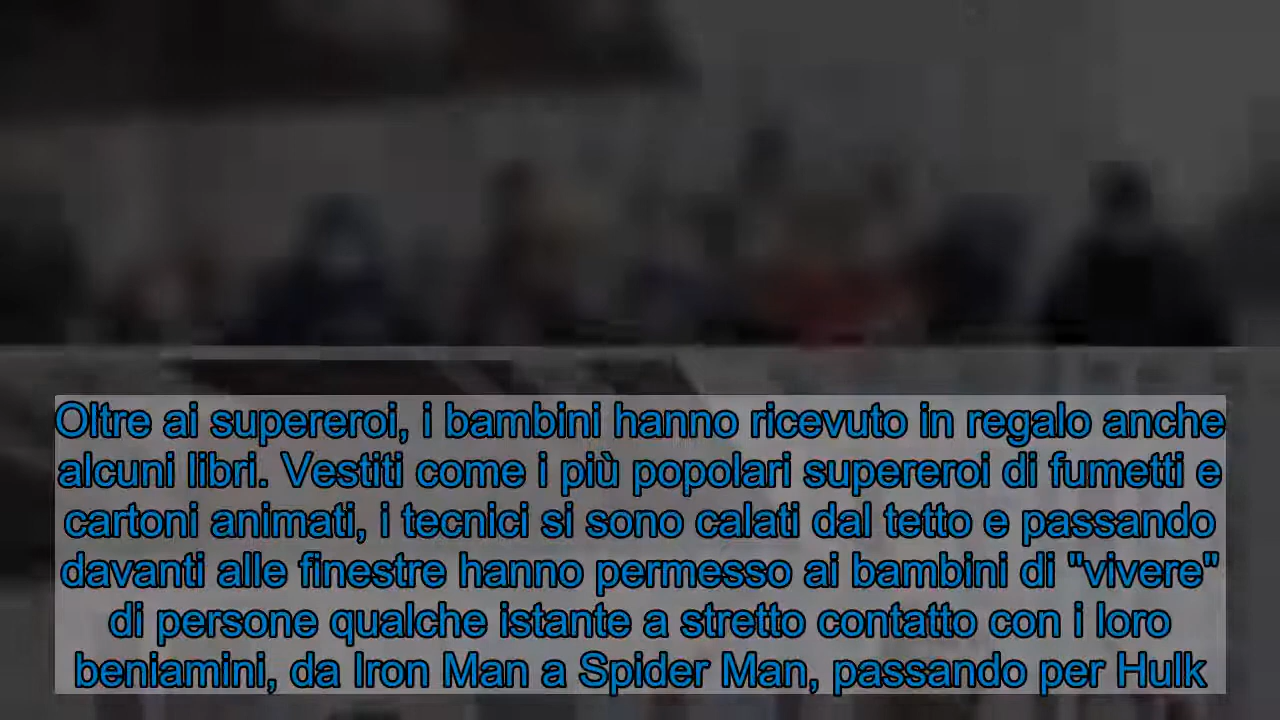 Oltre ai supereroi, i bambini hanno ricevuto in regalo anche
alcuni libri. Vestiti come i più popolari supereroi di fumetti e
cartoni animati, i tecnici si sono calati dal tetto e passando
davanti alle finestre hanno permesso ai bambini di "vivere"
di persone qualche istante a stretto contatto con i loro
beniamini, da Iron Man a Spider Man, passando per Hulk